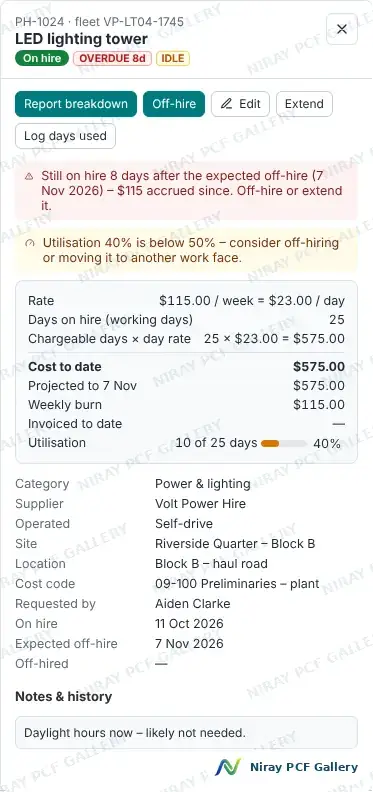 PH-1024 · fleet VP-LT04-1745
LED lighting tower
On hire OVERDUE 8d IDLE
Report breakdown Off-hire Edit Extend
Log days used
Still on hire 8 days after the expected off-hire (7
Nov 2026) – $115 accrued since. Off-hire or extend
it.
Utilisation 40% is below 50% – consider off-hiring
or moving it to another work face.
Rate $115.00 / week = $23.00 / day
Days on hire (working days) 25
Chargeable days × day rate 25 × $23.00 = $575.00
Cost to date $575.00
Projected to 7 Nov $575.00
Weekly burn $115.00
Invoiced to date —
Utilisation 10 of 25 days 40%
Category Power & lighting
Supplier Volt Power Hire
Operated Self-drive
Site Riverside Quarter – Block B
Location Block B – haul road
Cost code 09-100 Preliminaries – plant
Requested by Aiden Clarke
On hire 11 Oct 2026
Expected off-hire 7 Nov 2026
Off-hired —
Notes & history
Daylight hours now – likely not needed.
Niray PCF Gallery